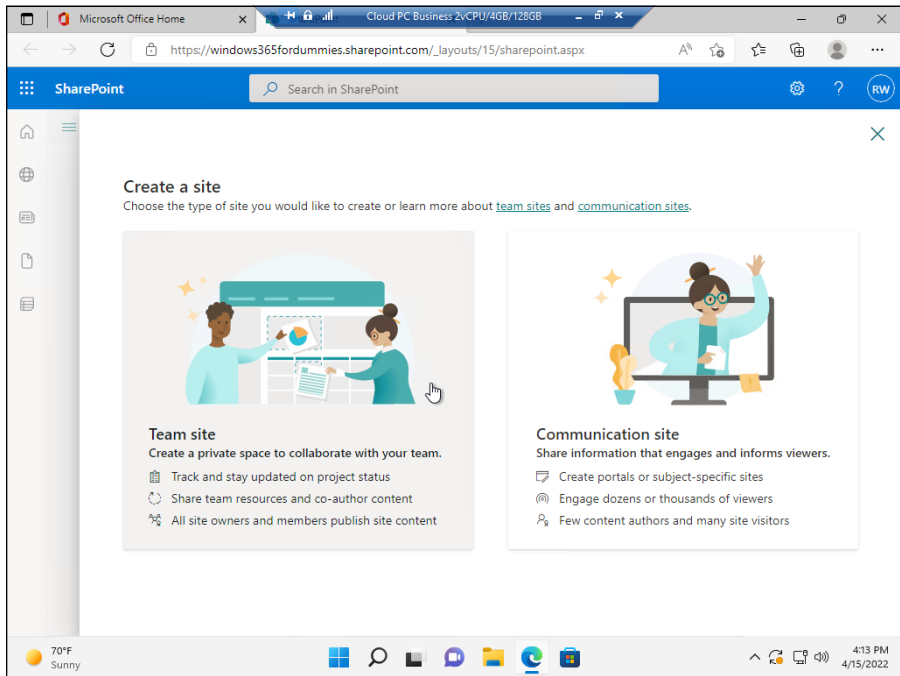 Microsoft Office Home
Cloud PC Business 2vCPU/4GB/128GB
https://windows365fordummies.sharepoint.com/_layouts/15/sharepoint.aspx
SharePoint
Search in SharePoint
RW
Create a site
Choose the type of site you would like to create or learn more about team sites and communication sites.
Team site
Create a private space to collaborate with your team.
Track and stay updated on project status
Share team resources and co-author content
All site owners and members publish site content
Communication site
Share information that engages and informs viewers.
Create portals or subject-specific sites
Engage dozens or thousands of viewers
Few content authors and many site visitors
70°F
Sunny
4:13 PM
4/15/2022